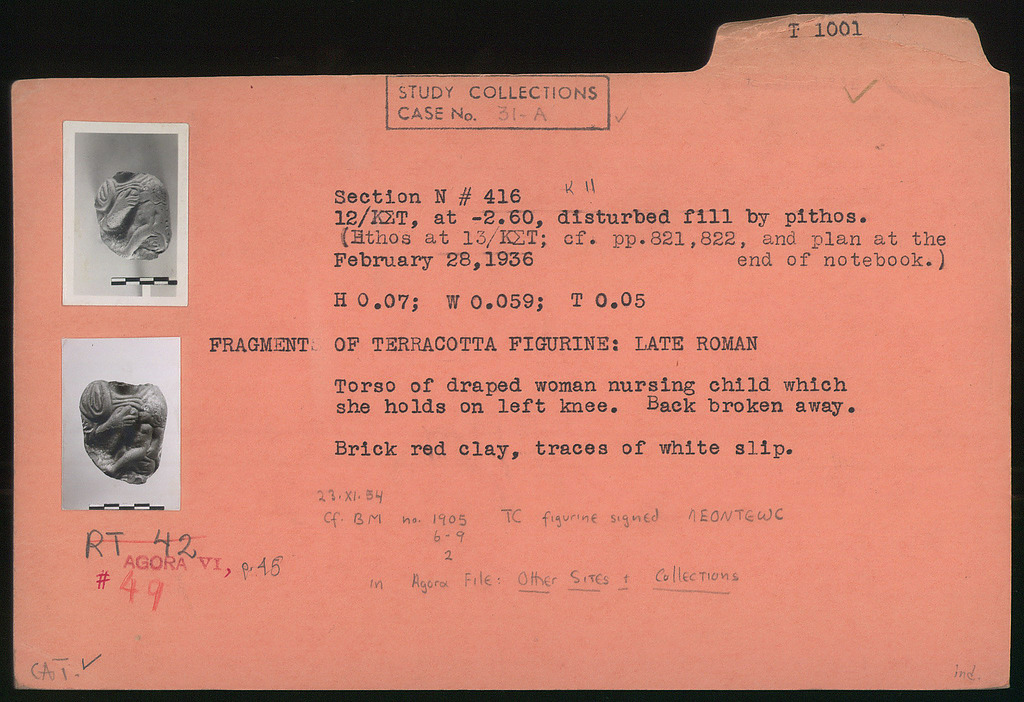 T 1001
STUDY COLLECTIONS
CASE No. 31-A
Section N # 416 K 11
12/ΚΣΤ, at -2.60, disturbed fill by pithos.
(Pithos at 13/ΚΣΤ; cf. pp.821,822, and plan at the
February 28,1936 end of notebook.)
H 0.07; W 0.059; T 0.05
FRAGMENT OF TERRACOTTA FIGURINE: LATE ROMAN
Torso of draped woman nursing child which
she holds on left knee. Back broken away.
Brick red clay, traces of white slip.
23.XI.54
Cf. BM no. 1905 TC figurine signed ΛΕΟΝΤΕωϹ
6-9
2
in Agora File: Other Sites + Collections
RT 42
AGORA VI, p. 45
# 49
CAT. ✓
ind.